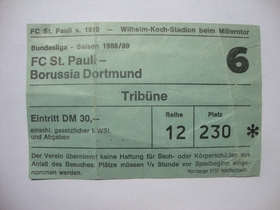 FC St. Pauli v. 1910 – Wilhelm-Koch-Stadion beim Millerntor
Bundesliga - Saison 1988/89
6
FC St. Pauli –
Borussia Dortmund
Tribüne
Eintritt DM 30,—
Reihe Platz
einschl. gesetzlicher MWSt.
und Abgaben
12 230 *
Der Verein übernimmt keine Haftung für Sach- oder Körperschäden aus
Anlaß des Besuches. Plätze müssen ¼ Stunde vor Spielbeginn einge-
nommen werden.